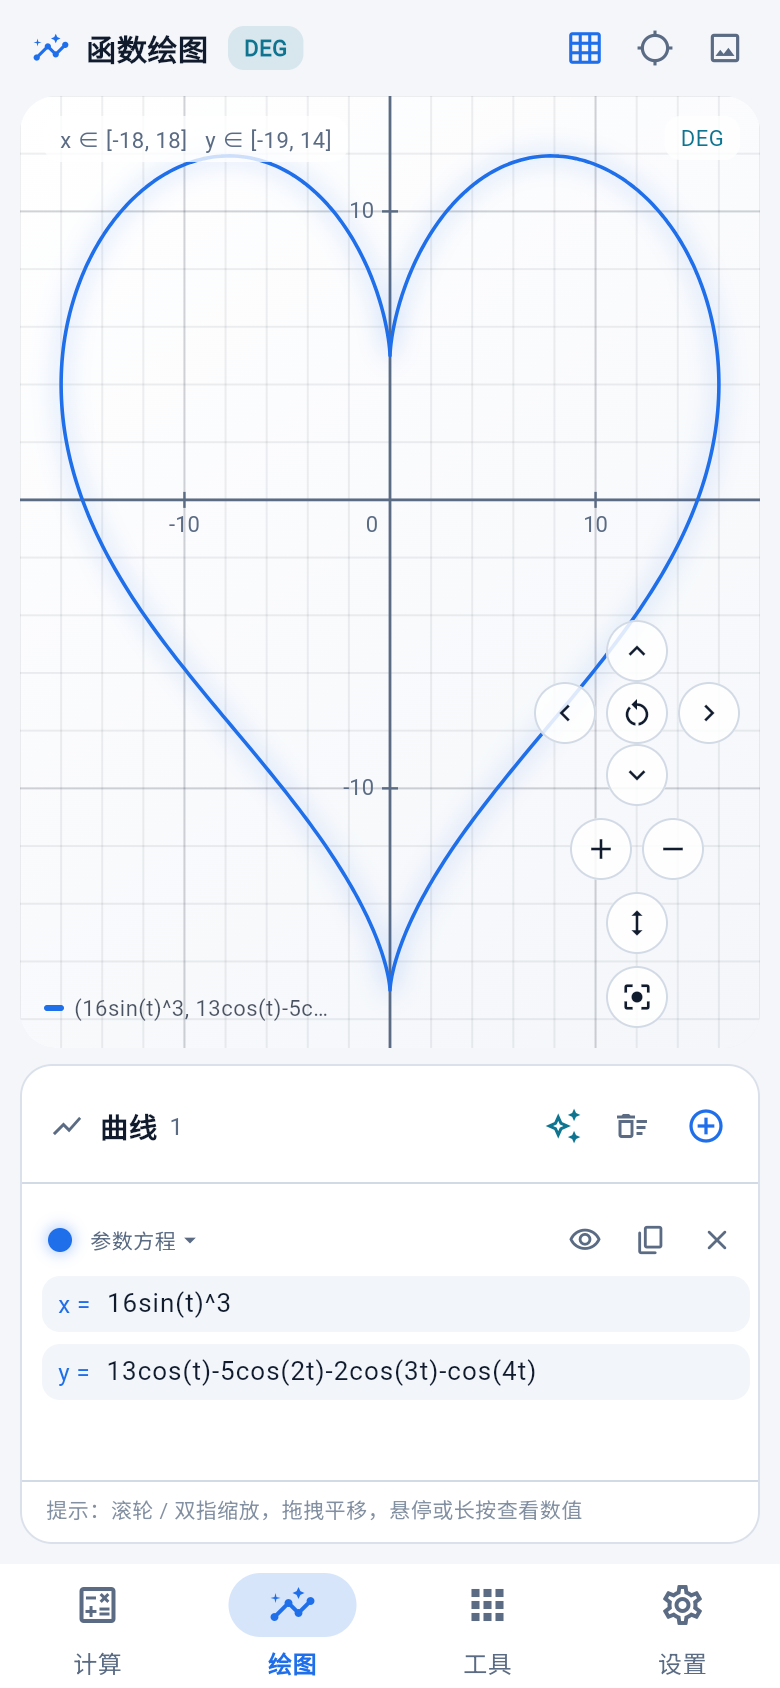 函数绘图 DEG
x ∈ [-18, 18] y ∈ [-19, 14] DEG
10
-10 0 10
-10
(16sin(t)^3, 13cos(t)-5c...
曲线 1
参数方程
x = 16sin(t)^3
y = 13cos(t)-5cos(2t)-2cos(3t)-cos(4t)
提示：滚轮 / 双指缩放，拖拽平移，悬停或长按查看数值
计算 绘图 工具 设置